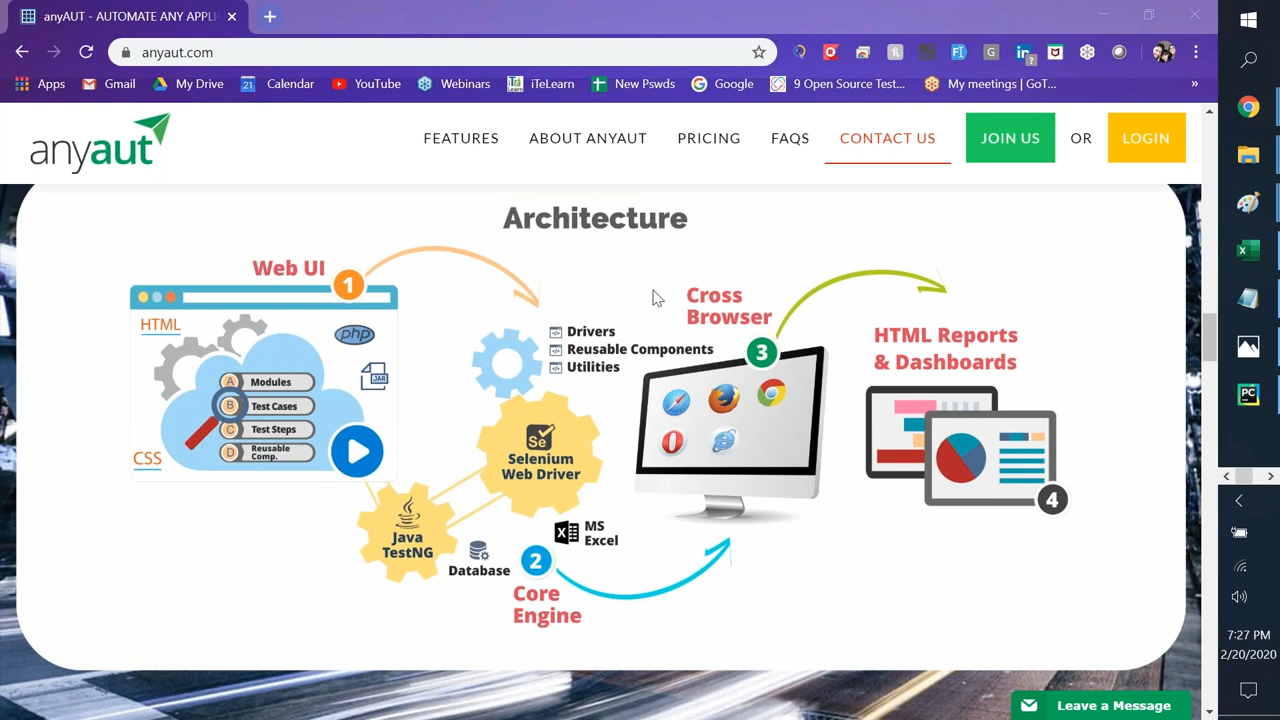 anyAUT - AUTOMATE ANY APPLI
anyaut.com
Apps
Gmail
My Drive
31
Calendar
YouTube
Webinars
iTeLearn
New Pswds
Google
9 Open Source Test...
My meetings | GoT...
»
anyaut
FEATURES
ABOUT ANYAUT
PRICING
FAQS
CONTACT US
JOIN US
OR
LOGIN
Architecture
Web UI
1
HTML
php
JAR
A Modules
B Test Cases
C Test Steps
D Reusable
Comp.
CSS
Drivers
Reusable Components
Utilities
Se
Selenium
Web Driver
Java
TestNG
Database
MS
Excel
2
Core
Engine
Cross
Browser
3
HTML Reports
& Dashboards
4
Leave a Message
7:27 PM
2/20/2020